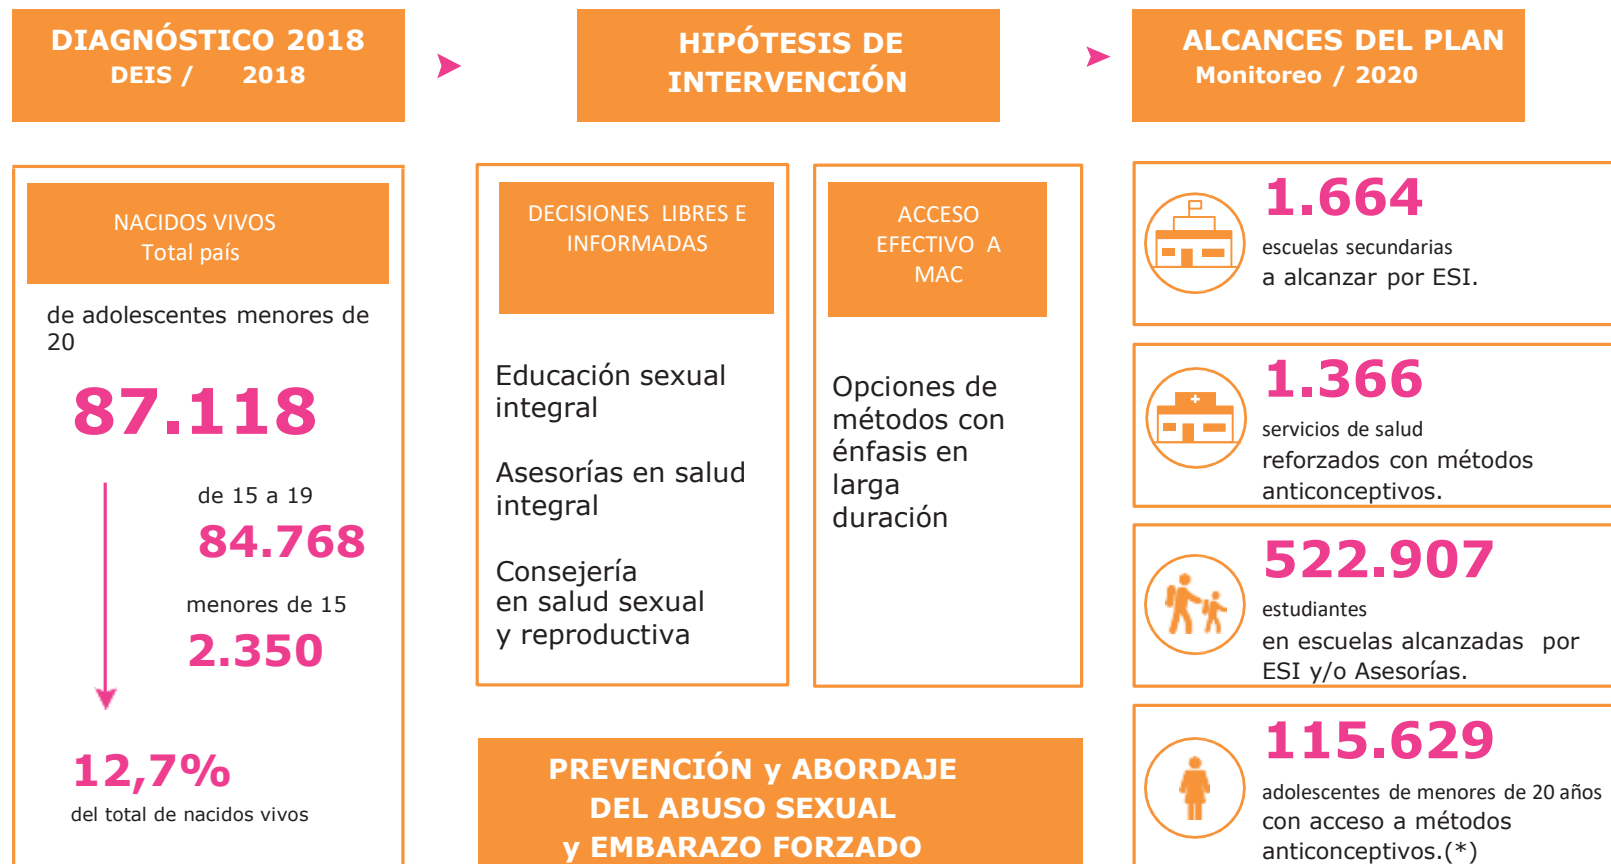 DIAGNÓSTICO 2018
DEIS / 2018
HIPÓTESIS DE
INTERVENCIÓN
ALCANCES DEL PLAN
Monitoreo / 2020
NACIDOS VIVOS
Total país
de adolescentes menores de
20
87.118
de 15 a 19
84.768
menores de 15
2.350
12,7%
del total de nacidos vivos
DECISIONES LIBRES E
INFORMADAS
Educación sexual
integral
Asesorías en salud
integral
Consejería
en salud sexual
y reproductiva
ACCESO
EFECTIVO A
MAC
Opciones de
métodos con
énfasis en
larga
duración
PREVENCIÓN y ABORDAJE
DEL ABUSO SEXUAL
y EMBARAZO FORZADO
1.664
escuelas secundarias
a alcanzar por ESI.
1.366
servicios de salud
reforzados con métodos
anticonceptivos.
522.907
estudiantes
en escuelas alcanzadas por
ESI y/o Asesorías.
115.629
adolescentes de menores de 20 años
con acceso a métodos
anticonceptivos.(*)